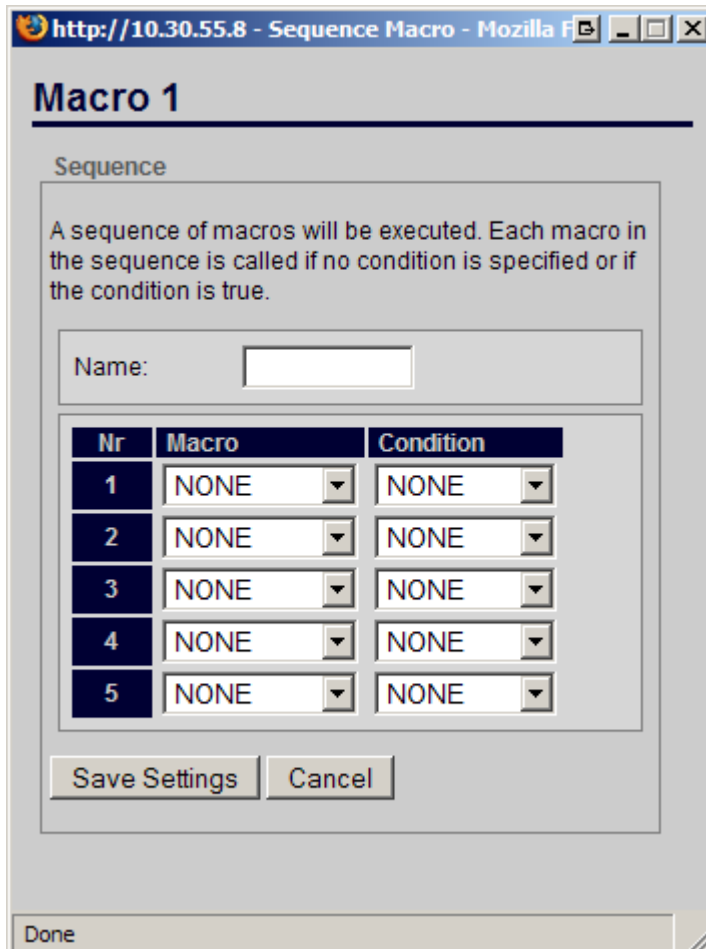 http://10.30.55.8 - Sequence Macro - Mozilla F
Macro 1
Sequence
A sequence of macros will be executed. Each macro in
the sequence is called if no condition is specified or if
the condition is true.
Name:
Nr Macro Condition
1 NONE NONE
2 NONE NONE
3 NONE NONE
4 NONE NONE
5 NONE NONE
Save Settings Cancel
Done